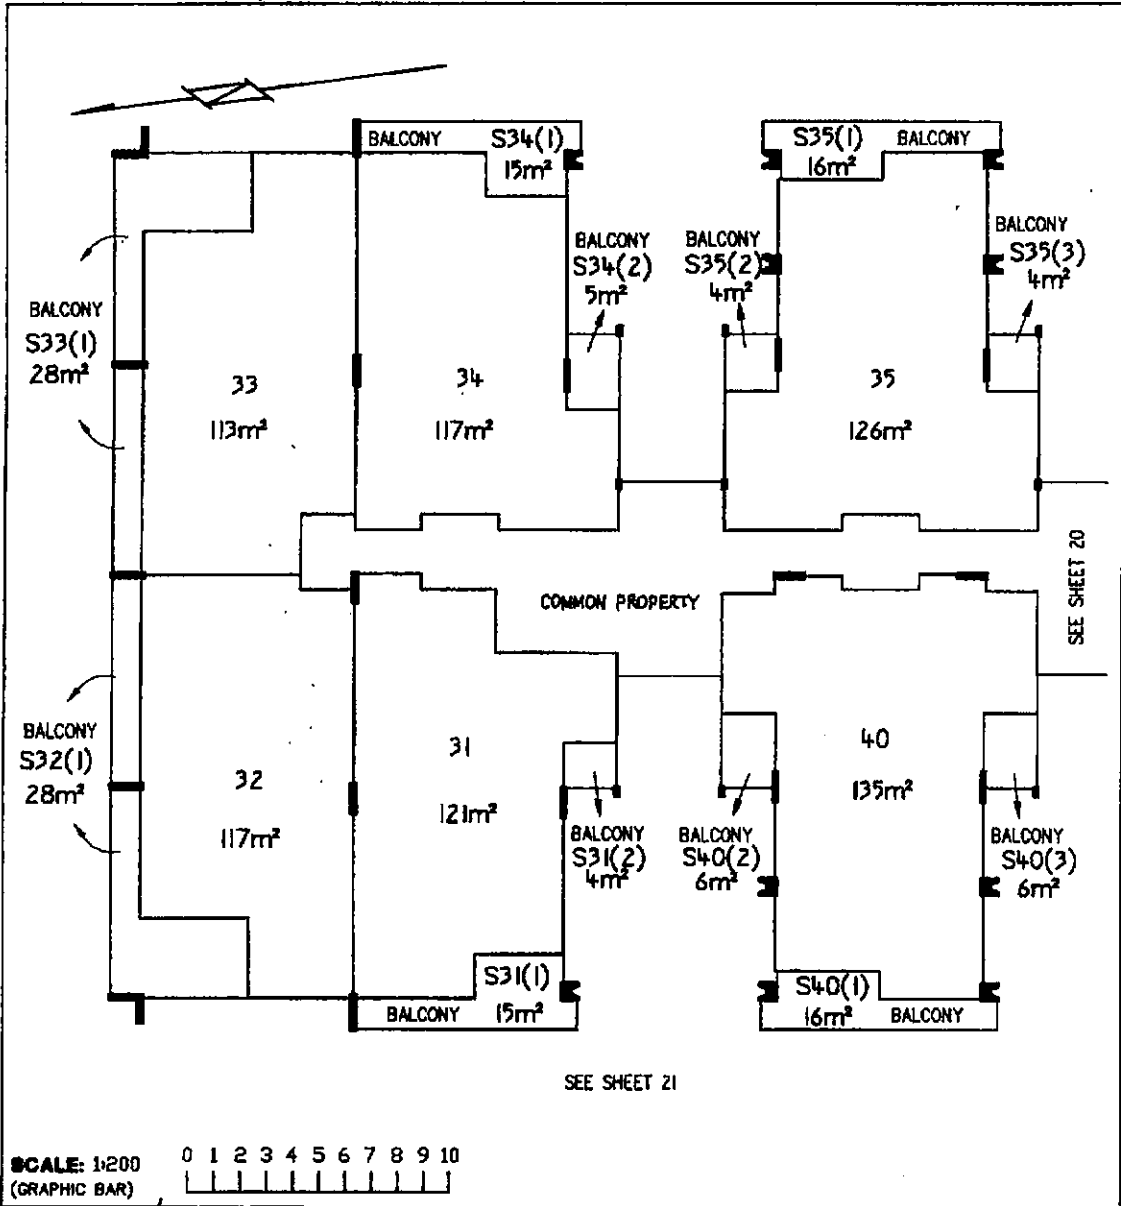 BALCONY S34(1)
15m²
S35(1) BALCONY
16m²
BALCONY
S34(2)
5m²
BALCONY
S35(2)
4m²
BALCONY
S35(3)
4m²
BALCONY
S33(1)
28m²
33
113m²
34
117m²
35
126m²
COMMON PROPERTY
SEE SHEET 20
BALCONY
S32(1)
28m²
32
117m²
31
121m²
40
135m²
BALCONY
S31(2)
4m²
BALCONY
S40(2)
6m²
BALCONY
S40(3)
6m²
S31(1)
BALCONY 15m²
S40(1)
16m² BALCONY
SEE SHEET 21
SCALE: 1:200
(GRAPHIC BAR)
0 1 2 3 4 5 6 7 8 9 10